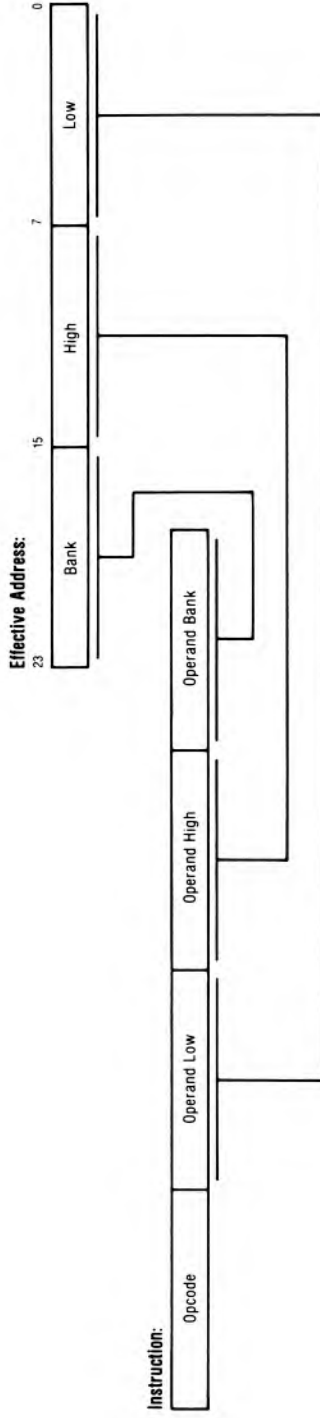 Effective Address:
23 15 7 0
Bank High Low
Instruction:
Opcode Operand Low Operand High Operand Bank